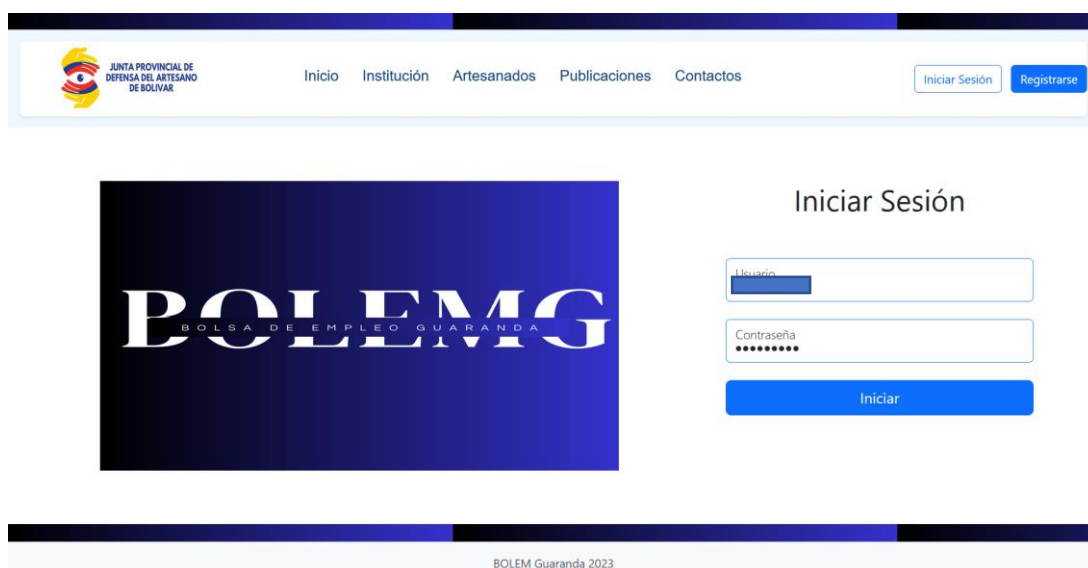 JUNTA PROVINCIAL DE
DEFENSA DEL ARTESANO
DE BOLIVAR
Inicio Institución Artesanados Publicaciones Contactos
Iniciar Sesión Registrarse
BOLEMG
BOLSA DE EMPLEO GUARANDA
Iniciar Sesión
Usuario
Contraseña
•••••••••
Iniciar
BOLEM Guaranda 2023